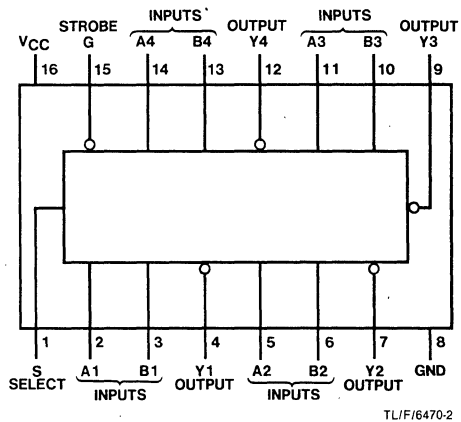 INPUTS INPUTS
STROBE OUTPUT OUTPUT
VCC G A4 B4 Y4 A3 B3 Y3
16 15 14 13 12 11 10 9
1 2 3 4 5 6 7 8
S A1 B1 Y1 A2 B2 Y2 GND
SELECT INPUTS OUTPUT INPUTS OUTPUT
TL/F/6470-2